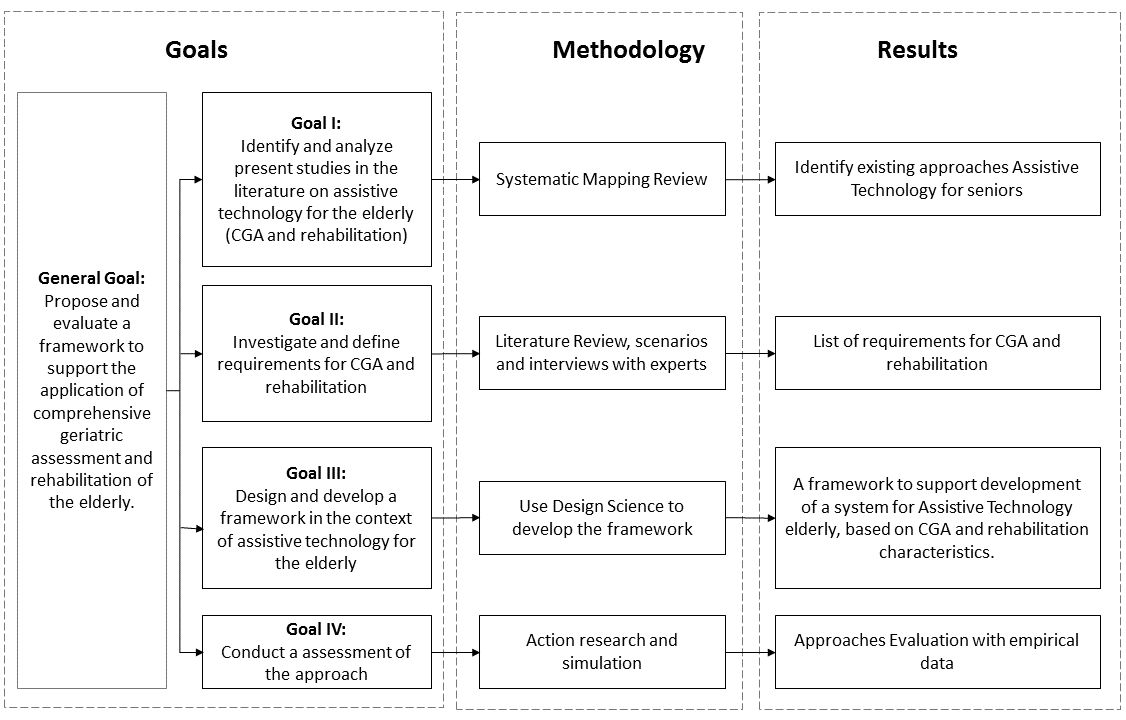 Goals
Methodology
Results
General Goal:
Propose and
evaluate a
framework to
support the
application of
comprehensive
geriatric
assessment and
rehabilitation of
the elderly.
Goal I:
Identify and analyze
present studies in the
literature on assistive
technology for the elderly
(CGA and rehabilitation)
Systematic Mapping Review
Identify existing approaches Assistive
Technology for seniors
Goal II:
Investigate and define
requirements for CGA and
rehabilitation
Literature Review, scenarios
and interviews with experts
List of requirements for CGA and
rehabilitation
Goal III:
Design and develop a
framework in the context
of assistive technology for
the elderly
Use Design Science to
develop the framework
A framework to support development
of a system for Assistive Technology
elderly, based on CGA and rehabilitation
characteristics.
Goal IV:
Conduct a assessment of
the approach
Action research and
simulation
Approaches Evaluation with empirical
data